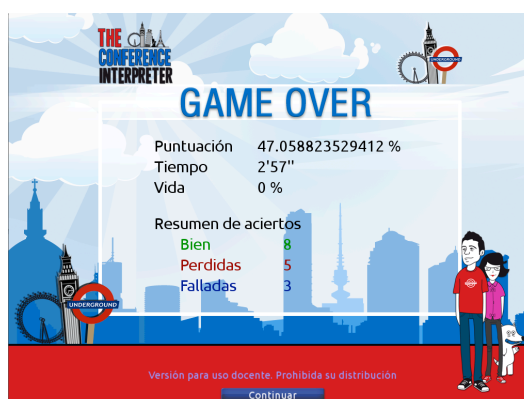 THE
CONFERENCE
INTERPRETER
UNDERGROUND
GAME OVER
Puntuación 47.058823529412 %
Tiempo 2'57''
Vida 0 %
Resumen de aciertos
Bien 8
Perdidas 5
Falladas 3
UNDERGROUND
Versión para uso docente. Prohibida su distribución
Continuar